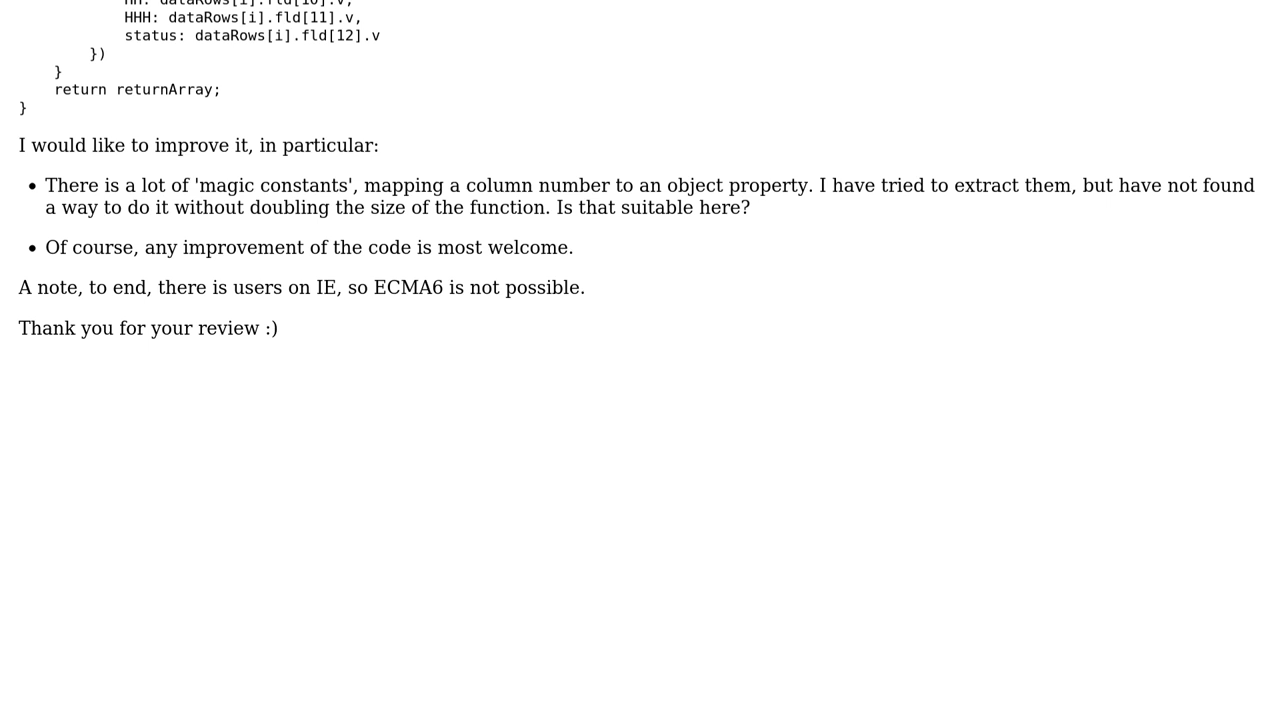 HH: dataRows[i].fld[10].v,
HHH: dataRows[i].fld[11].v,
status: dataRows[i].fld[12].v
})
}
return returnArray;
}
I would like to improve it, in particular:
• There is a lot of 'magic constants', mapping a column number to an object property. I have tried to extract them, but have not found
a way to do it without doubling the size of the function. Is that suitable here?
• Of course, any improvement of the code is most welcome.
A note, to end, there is users on IE, so ECMA6 is not possible.
Thank you for your review :)